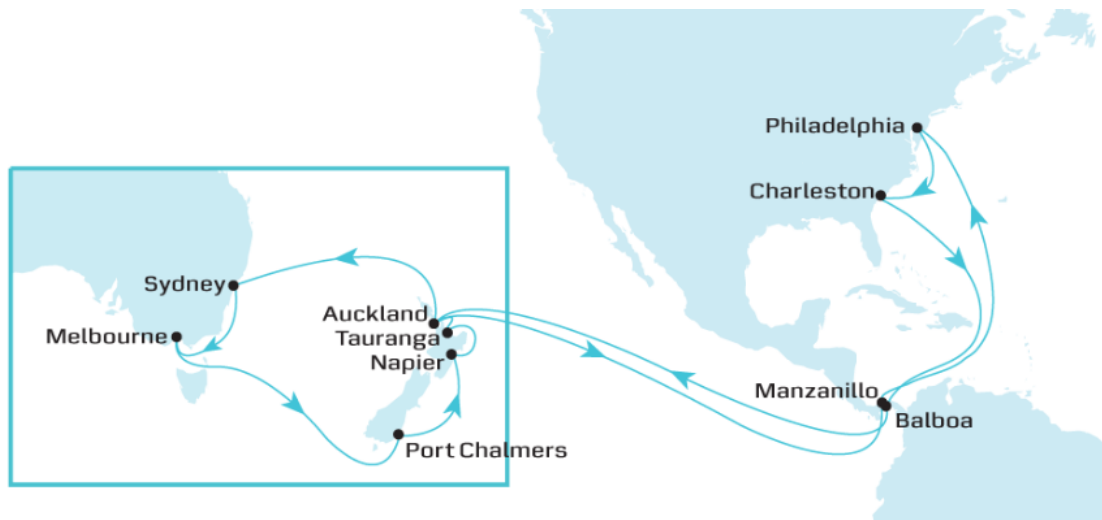 Philadelphia
Charleston
Sydney
Melbourne
Auckland
Tauranga
Napier
Port Chalmers
Manzanillo
Balboa